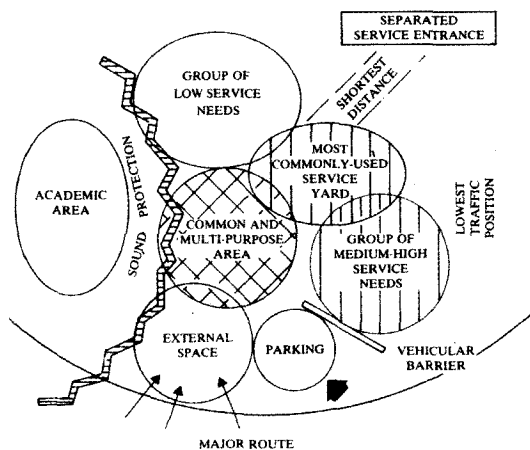 SEPARATED SERVICE
ENTRANCE
GROUP OF
LOW SERVICE
NEEDS
SHORTEST
DISTANCE
MOST
COMMONLY-USED
SERVICE
YARD
ACADEMIC
AREA
SOUND PROTECTION
COMMON AND
MULTI-PURPOSE
AREA
GROUP OF
MEDIUM-HIGH
SERVICE
NEEDS
LOWEST
TRAFFIC
POSITION
EXTERNAL
SPACE
PARKING
VEHICULAR
BARRIER
MAJOR ROUTE